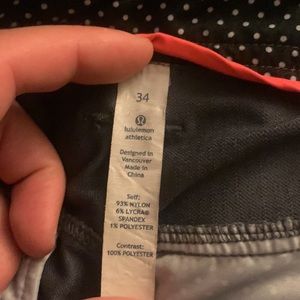 34
lululemon
athletica
Designed in
Vancouver
Made in
China
Self:
93% NYLON
6% LYCRA®
SPANDEX
1% POLYESTER
Contrast:
100% POLYESTER